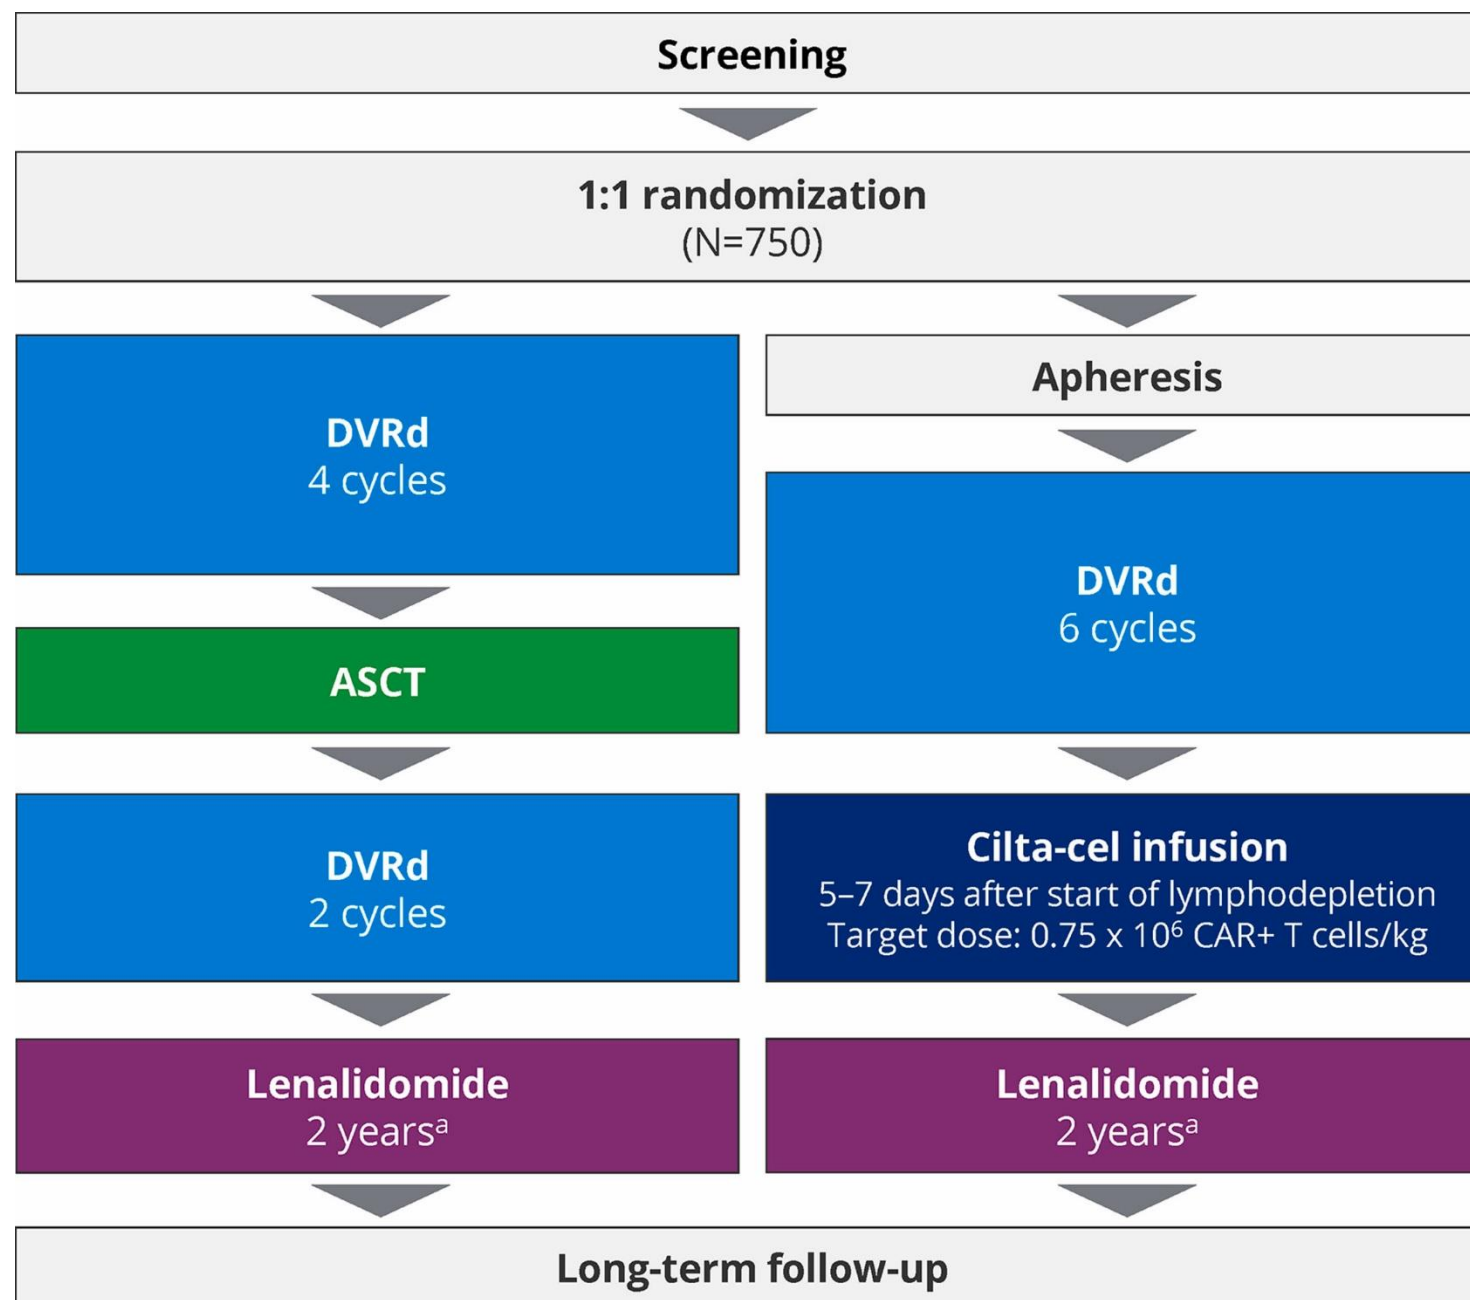 Screening
1:1 randomization
(N=750)
DVRd
4 cycles
ASCT
DVRd
2 cycles
Lenalidomide
2 yearsᵃ
Apheresis
DVRd
6 cycles
Cilta-cel infusion
5–7 days after start of lymphodepletion
Target dose: 0.75 x 10⁶ CAR+ T cells/kg
Lenalidomide
2 yearsᵃ
Long-term follow-up